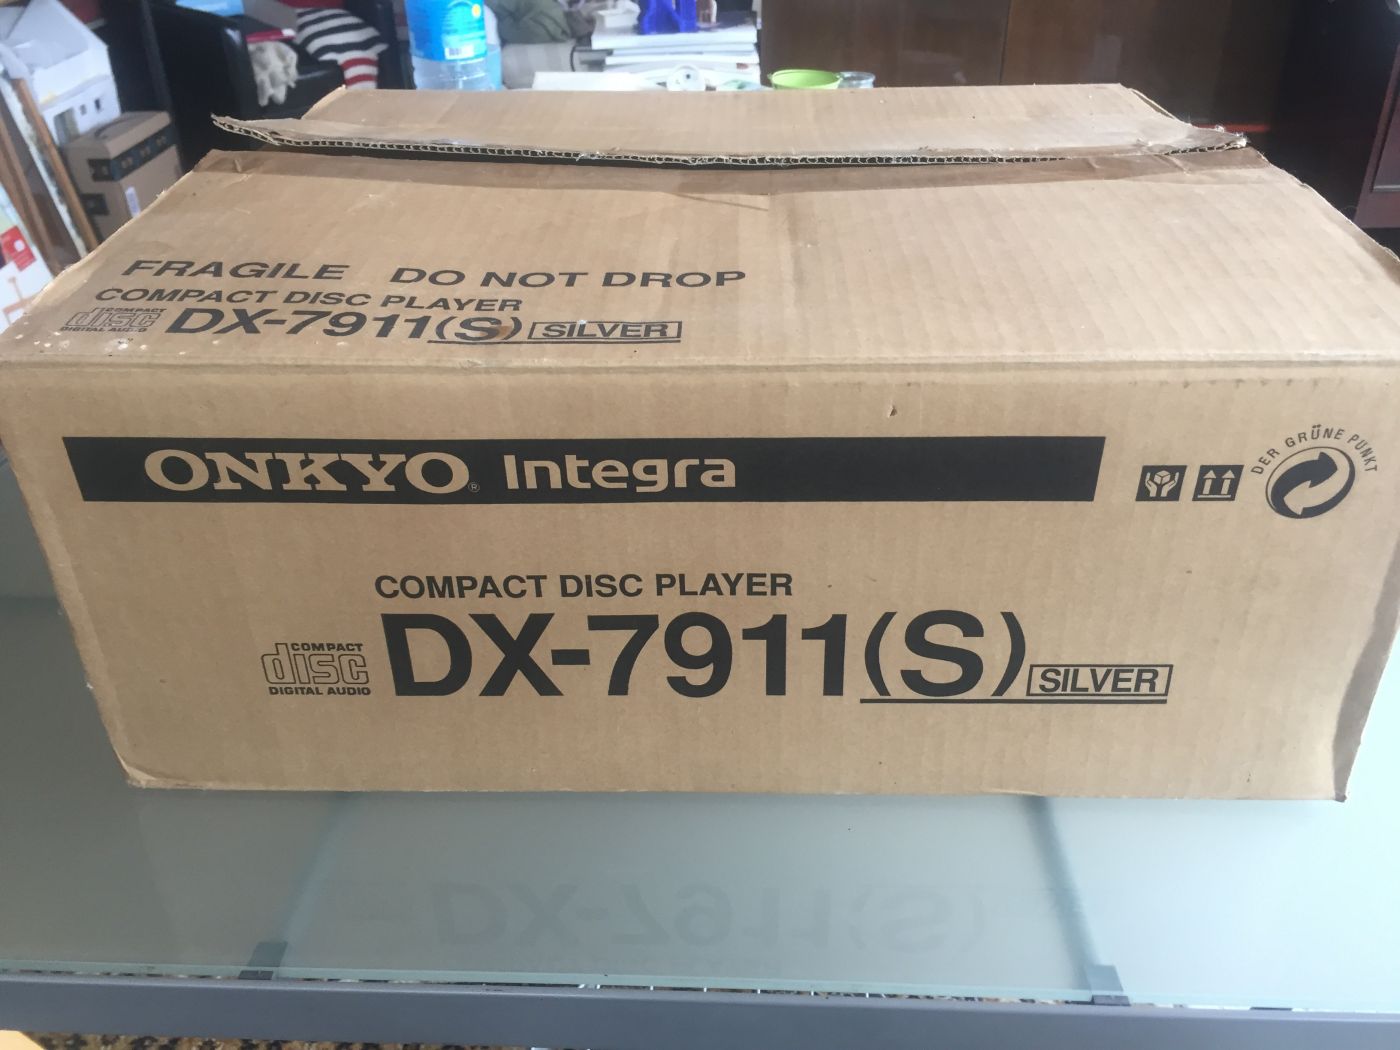 FRAGILE DO NOT DROP
COMPACT DISC PLAYER
COMPACT disc DIGITAL AUDIO DX-7911(S) SILVER
ONKYO® Integra
DER GRÜNE PUNKT
COMPACT DISC PLAYER
COMPACT disc DIGITAL AUDIO DX-7911(S) SILVER